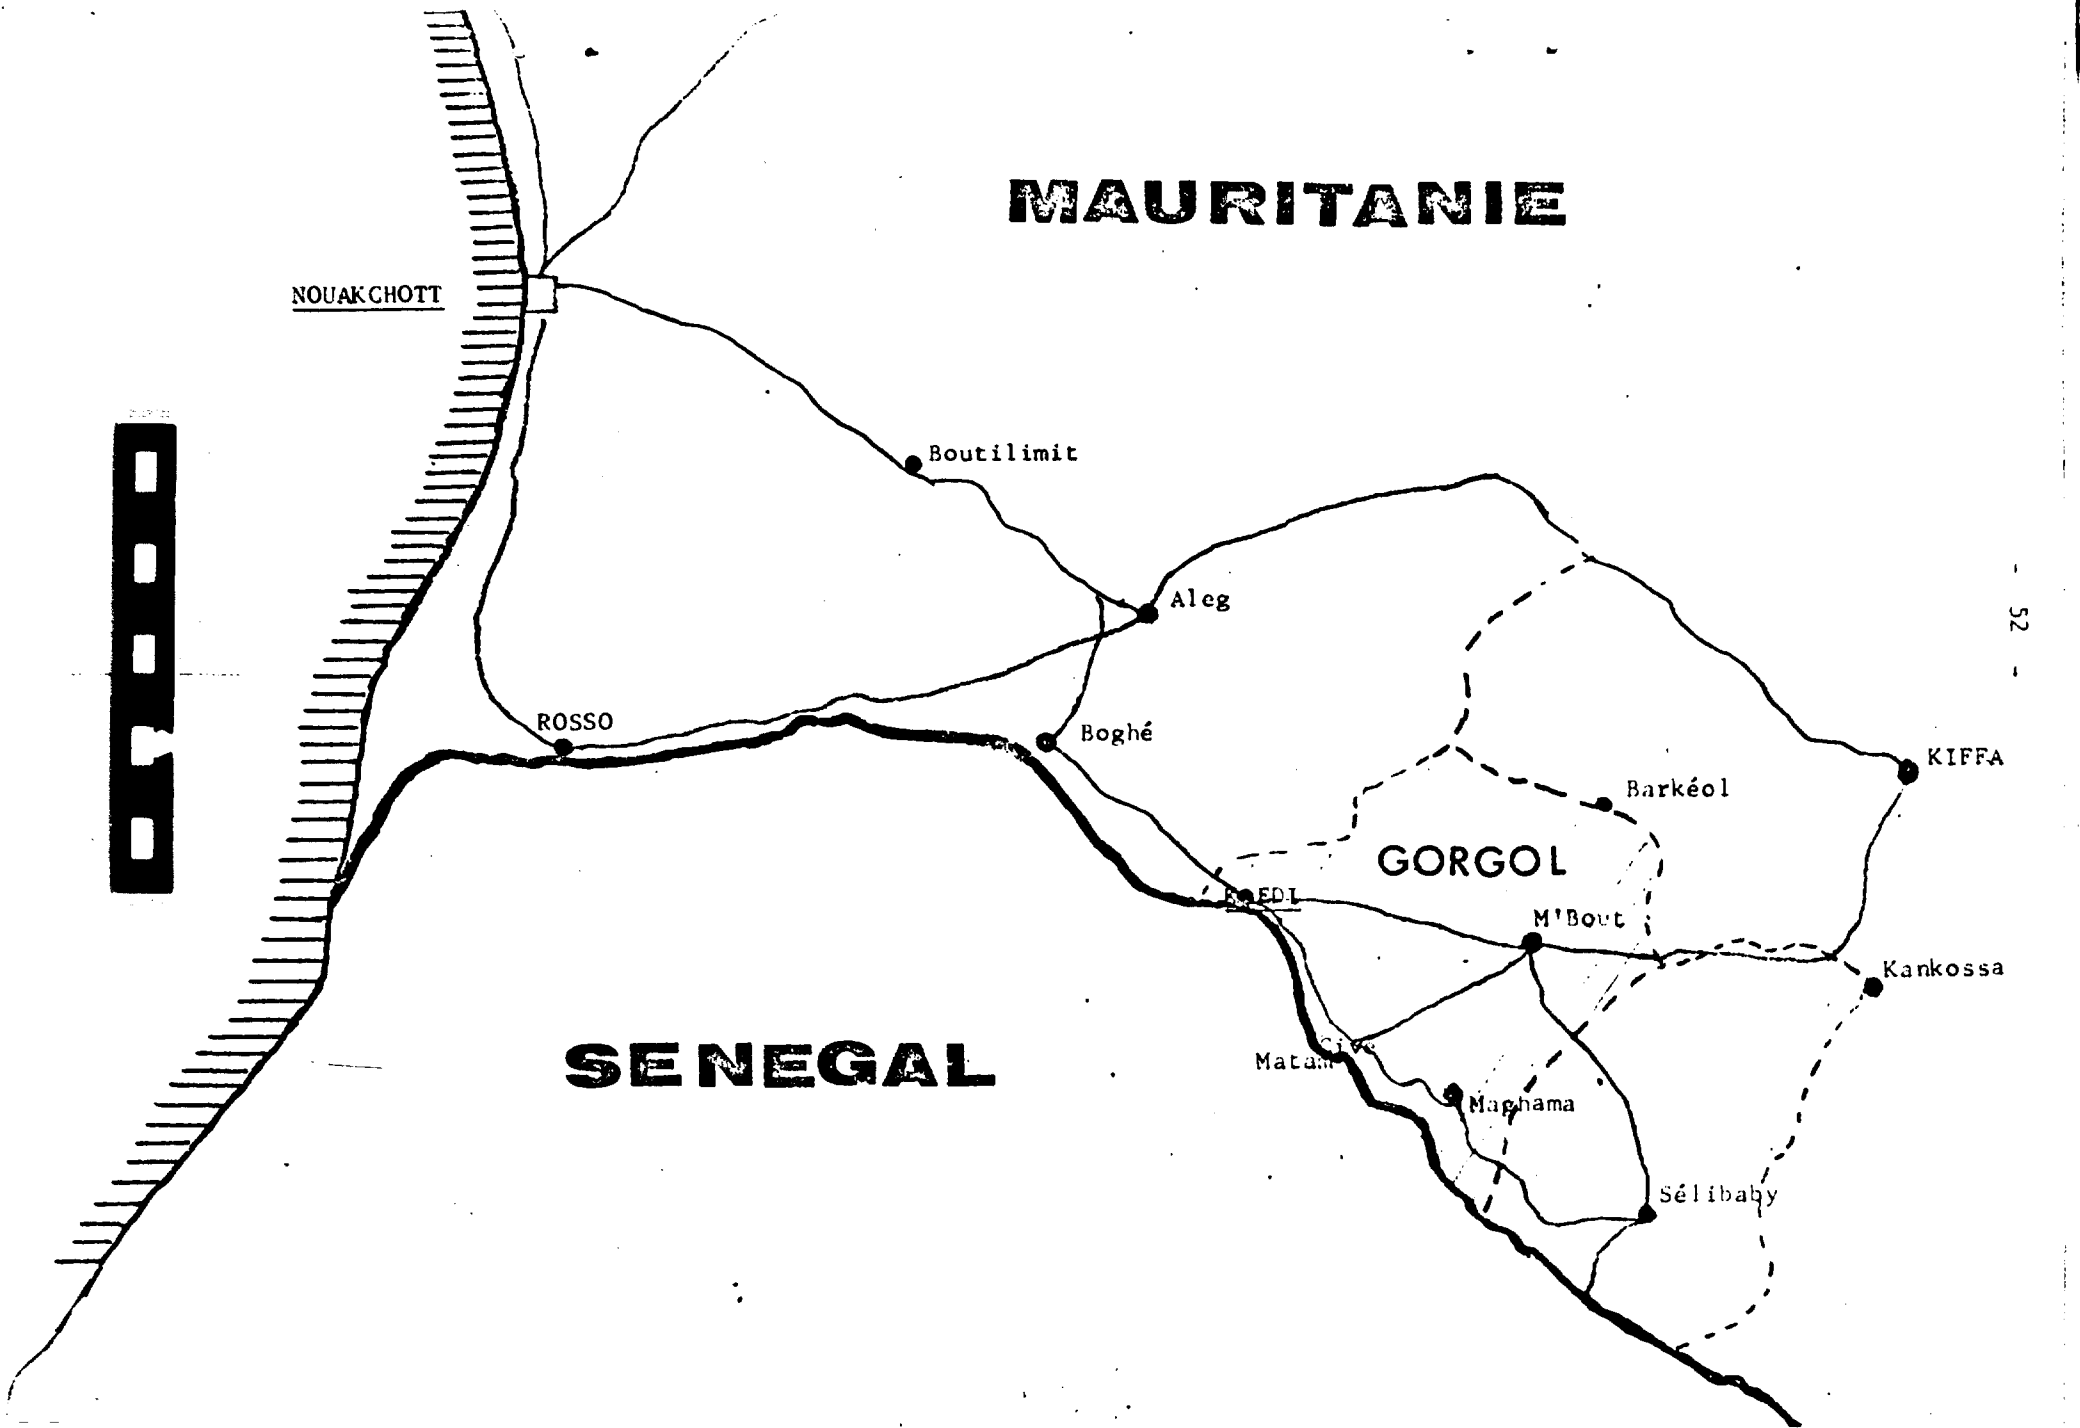 MAURITANIE
NOUAKCHOTT
Boutilimit
Aleg
- 52 -
ROSSO
Boghé
KIFFA
Barkéol
GORGOL
M'Bout
Kankossa
SENEGAL
Matam
Maghama
Sélibaby